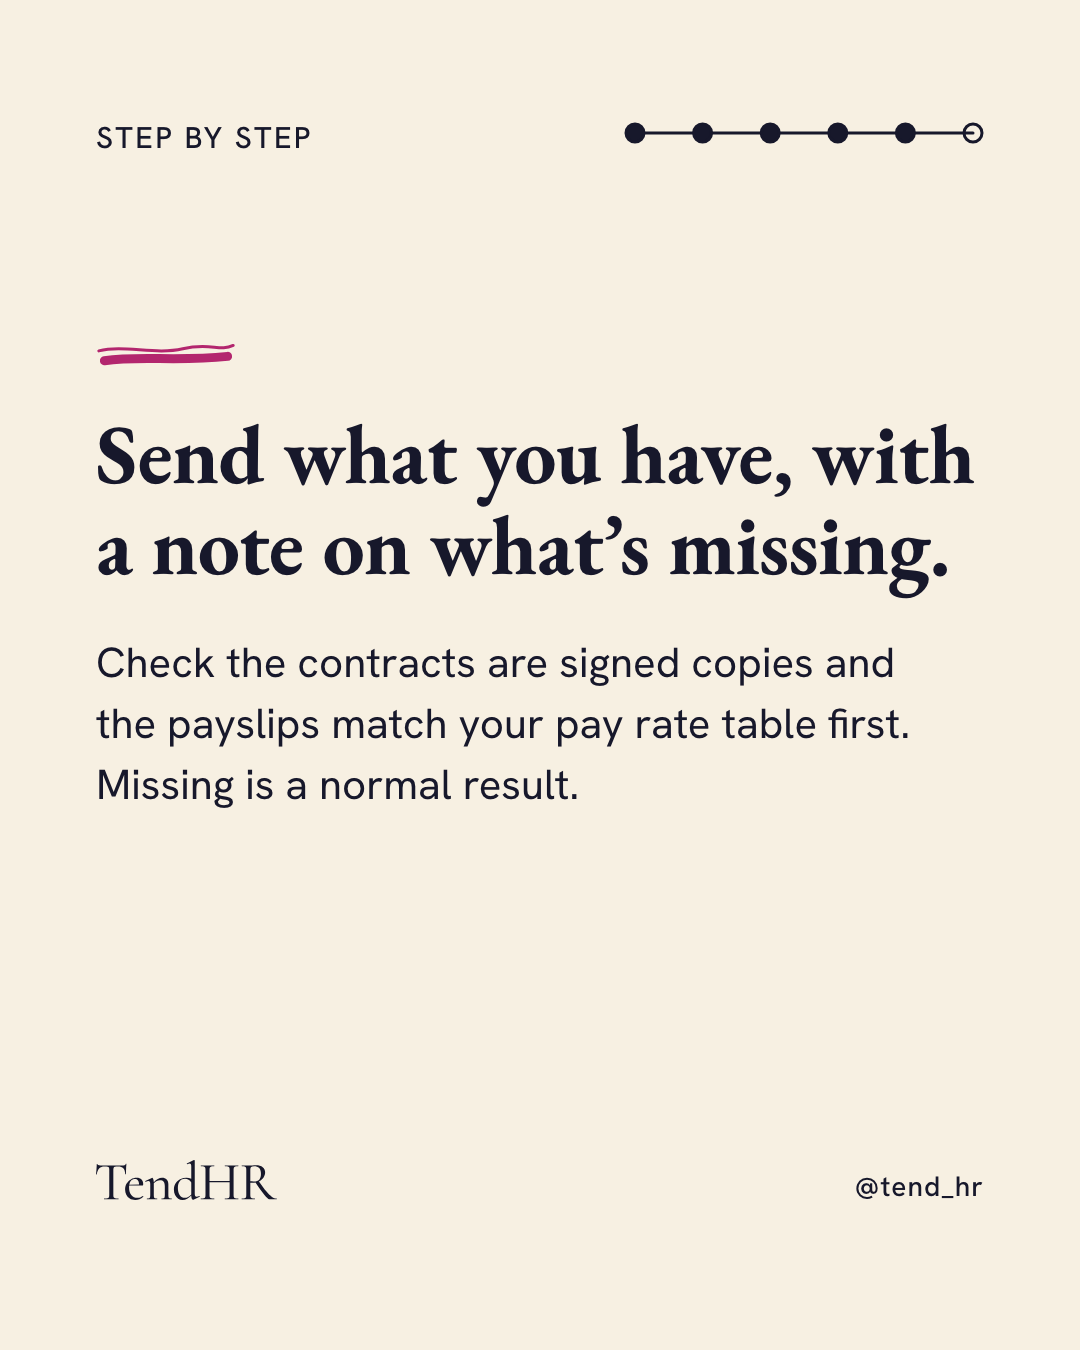 STEP BY STEP
Send what you have, with
a note on what’s missing.
Check the contracts are signed copies and
the payslips match your pay rate table first.
Missing is a normal result.
TendHR
@tend_hr